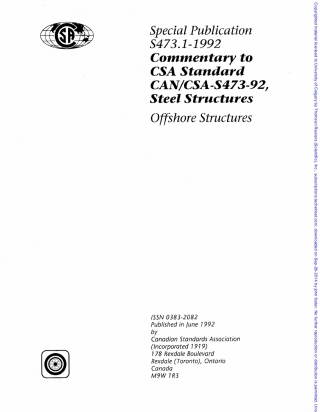 Special Publication
S473.1-1992
Commentary to
CSA Standard
CAN/CSA-S473-92,
Steel Structures
Offshore Structures
ISSN 0383-2082
Published in June 1992
by
Canadian Standards Association
(Incorporated 1919)
178 Rexdale Boulevard
Rexdale (Toronto), Ontario
Canada
M9W 1R3